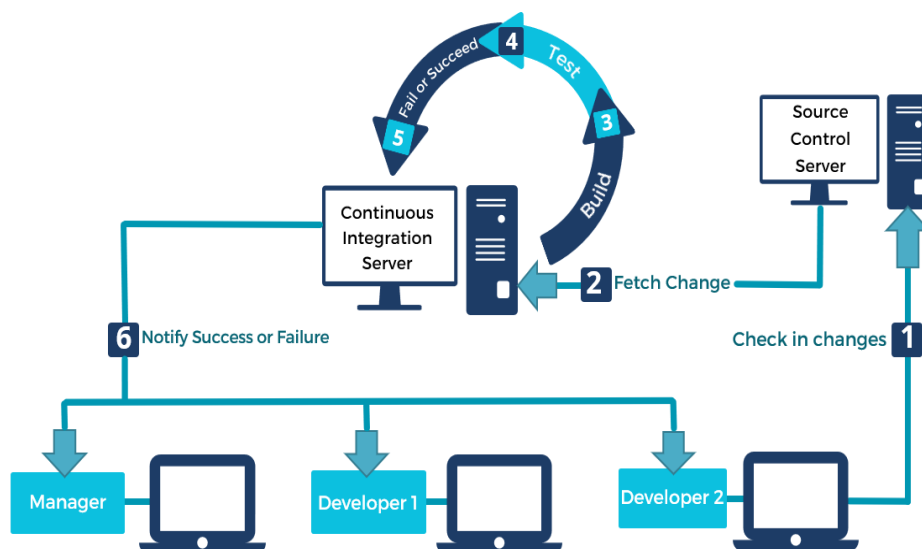 4
Test
Fail or Succeed
3
5
Build
Source
Control
Server
Continuous
Integration
Server
2 Fetch Change
6 Notify Success or Failure
Check in changes 1
Manager
Developer 1
Developer 2